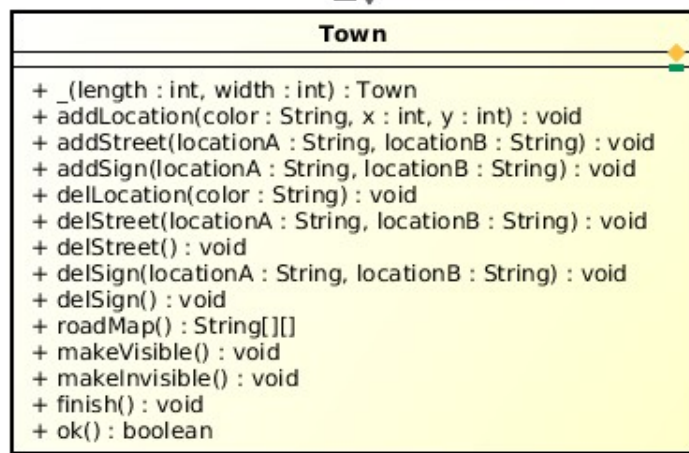 Town
+ _(length : int, width : int) : Town
+ addLocation(color : String, x : int, y : int) : void
+ addStreet(locationA : String, locationB : String) : void
+ addSign(locationA : String, locationB : String) : void
+ delLocation(color : String) : void
+ delStreet(locationA : String, locationB : String) : void
+ delStreet() : void
+ delSign(locationA : String, locationB : String) : void
+ delSign() : void
+ roadMap() : String[][]
+ makeVisible() : void
+ makeInvisible() : void
+ finish() : void
+ ok() : boolean